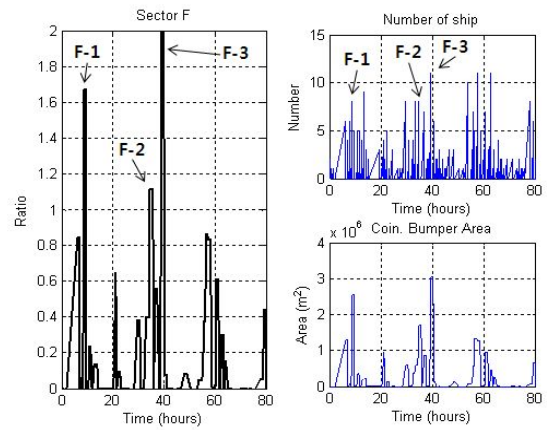 Sector F
2
1.8
1.6
1.4
1.2
1
0.8
0.6
0.4
0.2
0
Ratio
F-1
F-2
F-3
0 20 40 60 80
Time (hours)
Number of ship
15
10
5
0
Number
F-1
F-2
F-3
0 20 40 60 80
Time (hours)
x 10^6 Coin. Bumper Area
4
3
2
1
0
Area (m²)
0 20 40 60 80
Time (hours)